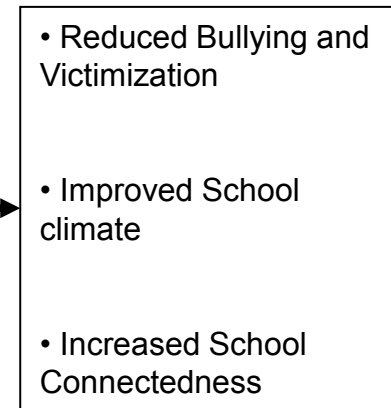 • Reduced Bullying and
Victimization
• Improved School
climate
• Increased School
Connectedness